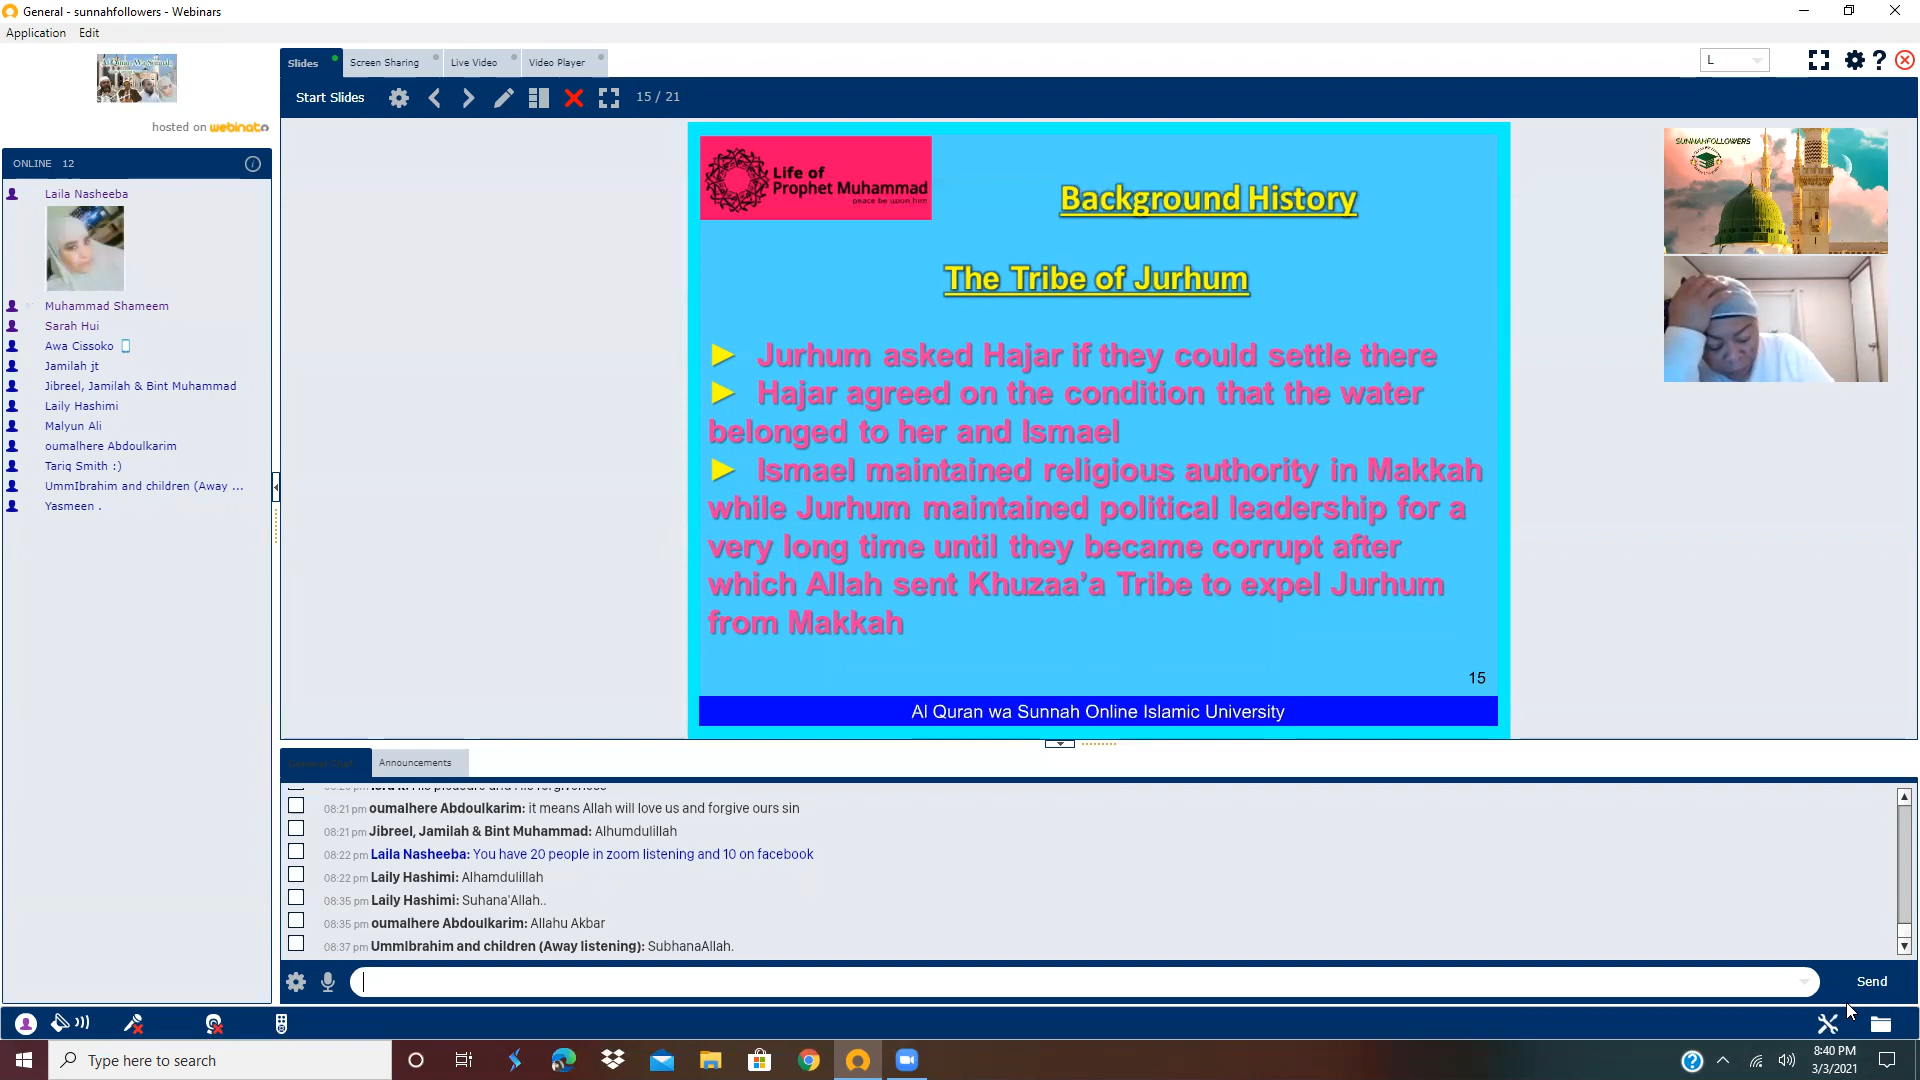 General - sunnahfollowers - Webinars
Application Edit
hosted on webinato
ONLINE 12
Laila Nasheeba
Muhammad Shameem
Sarah Hui
Awa Cissoko
Jamilah jt
Jibreel, Jamilah & Bint Muhammad
Laily Hashimi
Malyun Ali
oumalhere Abdoulkarim
Tariq Smith :)
UmmIbrahim and children (Away ...
Yasmeen .
Slides Screen Sharing Live Video Video Player
L
Start Slides 15 / 21
Life of
Prophet Muhammad
peace be upon him
Background History
The Tribe of Jurhum
► Jurhum asked Hajar if they could settle there
► Hajar agreed on the condition that the water
belonged to her and Ismael
► Ismael maintained religious authority in Makkah
while Jurhum maintained political leadership for a
very long time until they became corrupt after
which Allah sent Khuzaa’a Tribe to expel Jurhum
from Makkah
15
Al Quran wa Sunnah Online Islamic University
SUNNAHFOLLOWERS
General Chat Announcements
08:21 pm oumalhere Abdoulkarim: it means Allah will love us and forgive ours sin
08:21 pm Jibreel, Jamilah & Bint Muhammad: Alhumdulillah
08:22 pm Laila Nasheeba: You have 20 people in zoom listening and 10 on facebook
08:22 pm Laily Hashimi: Alhamdulillah
08:35 pm Laily Hashimi: Suhana'Allah..
08:35 pm oumalhere Abdoulkarim: Allahu Akbar
08:37 pm UmmIbrahim and children (Away listening): SubhanaAllah.
Send
Type here to search
8:40 PM
3/3/2021